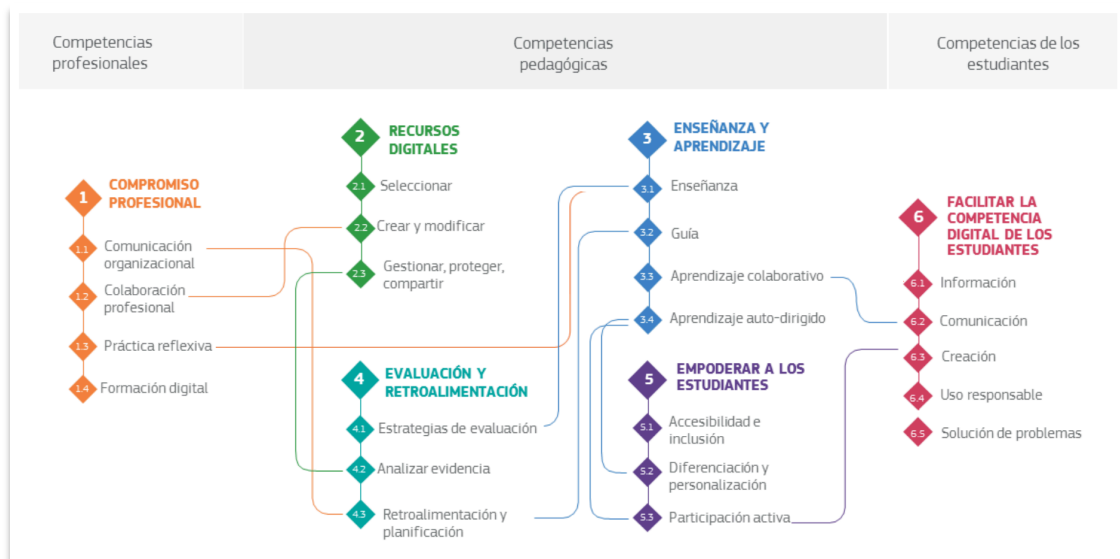 Competencias
profesionales
Competencias
pedagógicas
Competencias de los
estudiantes
1
COMPROMISO
PROFESIONAL
1.1
Comunicación
organizacional
1.2
Colaboración
profesional
1.3
Práctica reflexiva
1.4
Formación digital
2
RECURSOS
DIGITALES
2.1
Seleccionar
2.2
Crear y modificar
2.3
Gestionar, proteger,
compartir
3
ENSEÑANZA Y
APRENDIZAJE
3.1
Enseñanza
3.2
Guía
3.3
Aprendizaje colaborativo
3.4
Aprendizaje auto-dirigido
4
EVALUACIÓN Y
RETROALIMENTACIÓN
4.1
Estrategias de evaluación
4.2
Analizar evidencia
4.3
Retroalimentación y
planificación
5
EMPODERAR A LOS
ESTUDIANTES
5.1
Accesibilidad e
inclusión
5.2
Diferenciación y
personalización
5.3
Participación activa
6
FACILITAR LA
COMPETENCIA
DIGITAL DE LOS
ESTUDIANTES
6.1
Información
6.2
Comunicación
6.3
Creación
6.4
Uso responsable
6.5
Solución de problemas